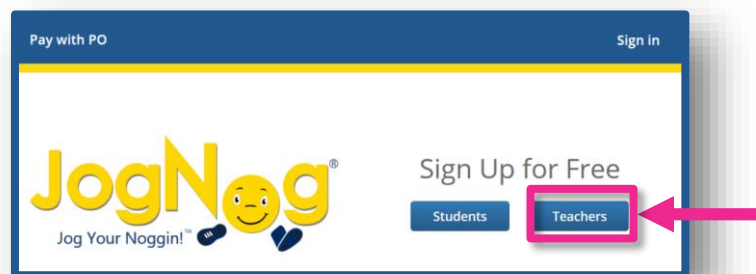 Pay with PO
Sign in
JogNog®
Jog Your Noggin!™
Sign Up for Free
Students
Teachers